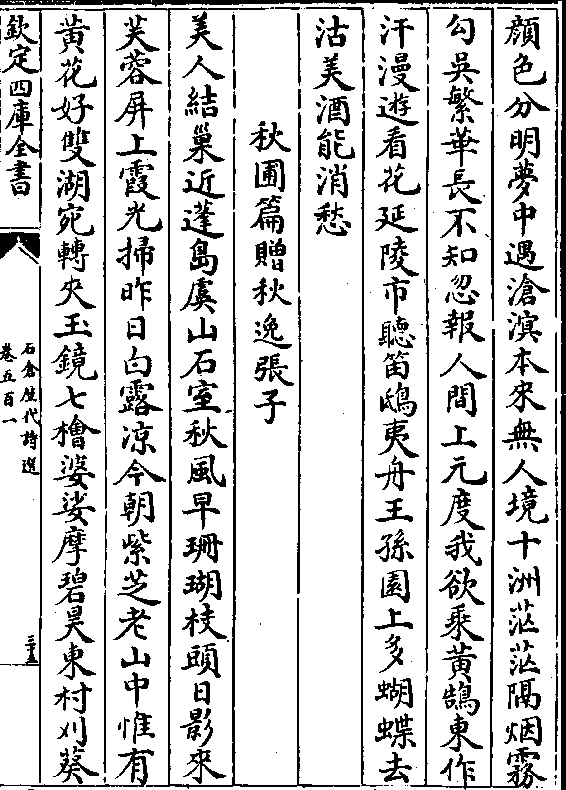 顔色分明夢中遇滄溟本來無人境十洲茫茫隔烟霧
勾吳繁華長不知忽報人間上元度我欲乘黃鵠東作
汗漫遊看花延陵市聽笛鴟夷舟王孫園上多蝴蝶去
沽美酒能消愁
秋圃篇贈秋逸張子
美人結巢近蓬島虞山石室秋風早珊瑚枝頭日影來
芙蓉屏上霞光掃昨日白露涼今朝紫芝老山中惟有
黃花好雙湖宛轉夾玉鏡七檜婆娑摩碧昊東村刈葵
欽定四庫全書
石倉歷代詩選
卷五百一
三十五